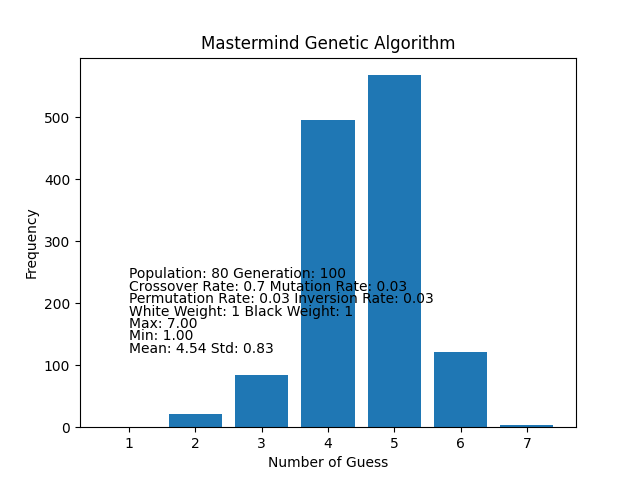 Mastermind Genetic Algorithm
500
400
300
200
100
0
Frequency
Population: 80 Generation: 100
Crossover Rate: 0.7 Mutation Rate: 0.03
Permutation Rate: 0.03 Inversion Rate: 0.03
White Weight: 1 Black Weight: 1
Max: 7.00
Min: 1.00
Mean: 4.54 Std: 0.83
1 2 3 4 5 6 7
Number of Guess